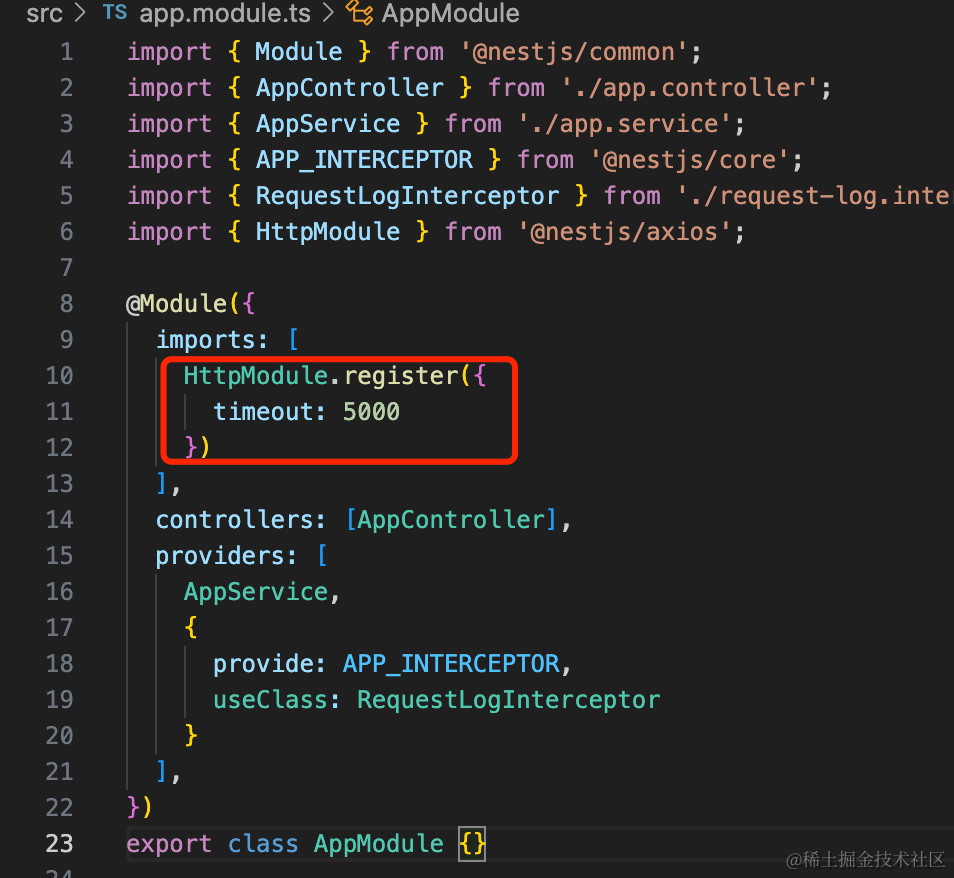 src > TS app.module.ts > AppModule
1 import { Module } from '@nestjs/common';
2 import { AppController } from './app.controller';
3 import { AppService } from './app.service';
4 import { APP_INTERCEPTOR } from '@nestjs/core';
5 import { RequestLogInterceptor } from './request-log.inte
6 import { HttpModule } from '@nestjs/axios';
7
8 @Module({
9 imports: [
10 HttpModule.register({
11 timeout: 5000
12 })
13 ],
14 controllers: [AppController],
15 providers: [
16 AppService,
17 {
18 provide: APP_INTERCEPTOR,
19 useClass: RequestLogInterceptor
20 }
21 ],
22 })
23 export class AppModule {}
24
@稀土掘金技术社区